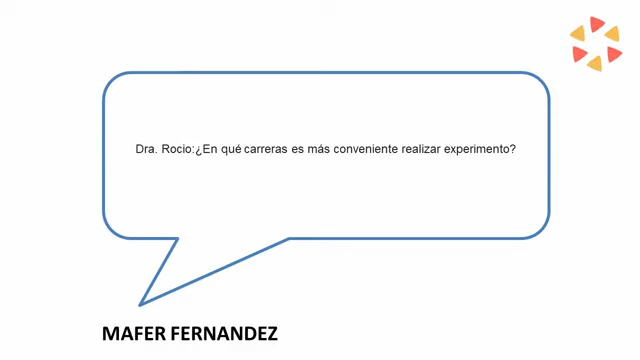 Dra. Rocio:¿En qué carreras es más conveniente realizar experimento?
MAFER FERNANDEZ